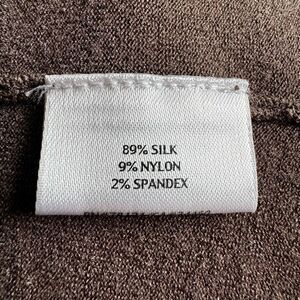 89% SILK
9% NYLON
2% SPANDEX